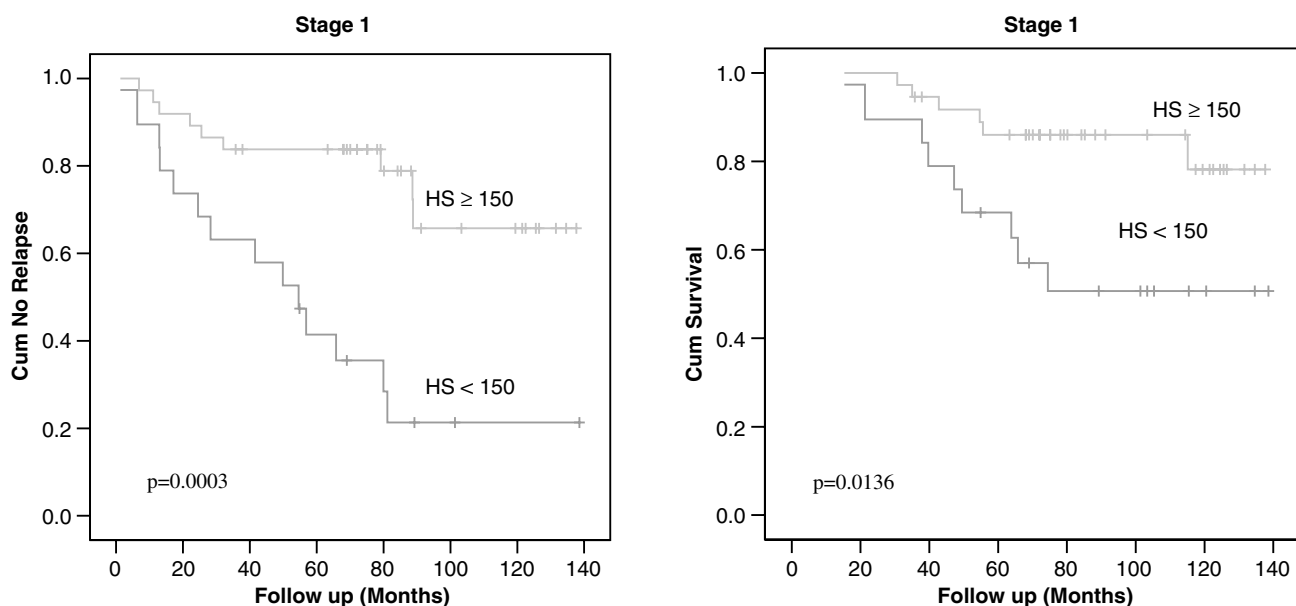 Stage 1
Cum No Relapse
1.0
0.8
0.6
0.4
0.2
0.0
HS ≥ 150
HS < 150
p=0.0003
0 20 40 60 80 100 120 140
Follow up (Months)
Stage 1
Cum Survival
1.0
0.8
0.6
0.4
0.2
0.0
HS ≥ 150
HS < 150
p=0.0136
0 20 40 60 80 100 120 140
Follow up (Months)